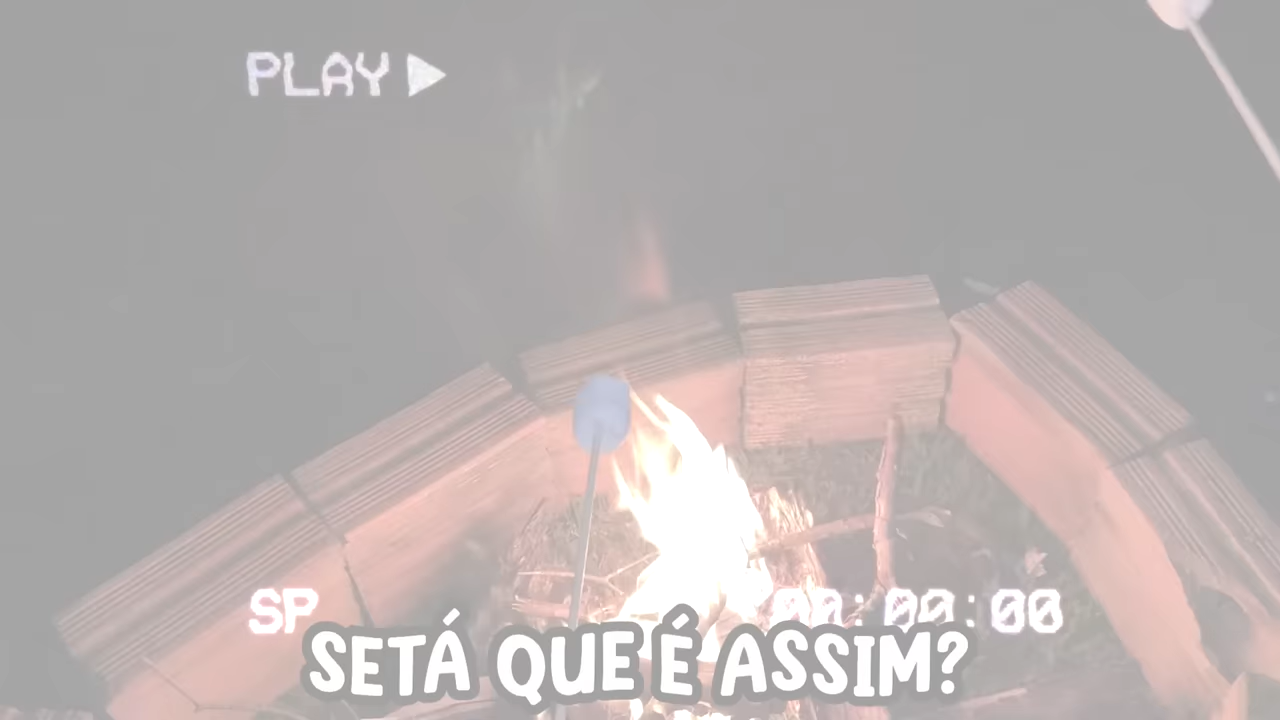 PLAY ▶
SP 00:00:00
SETÁ QUE É ASSIM?